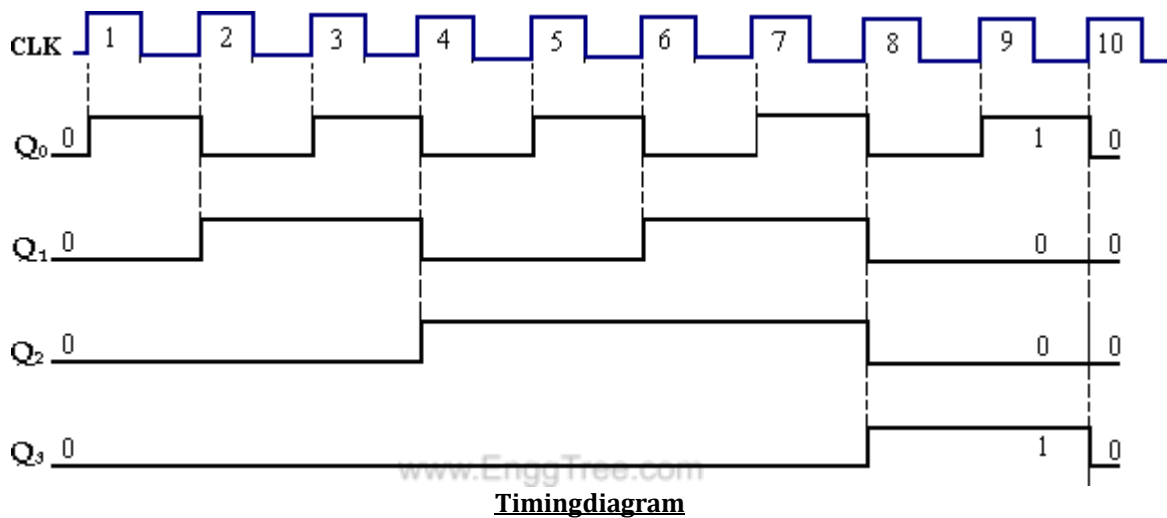 CLK 1 2 3 4 5 6 7 8 9 10
Q₀ 0 1 0
Q₁ 0 0 0
Q₂ 0 0 0
Q₃ 0 1 0
www.EnggTree.com
Timingdiagram